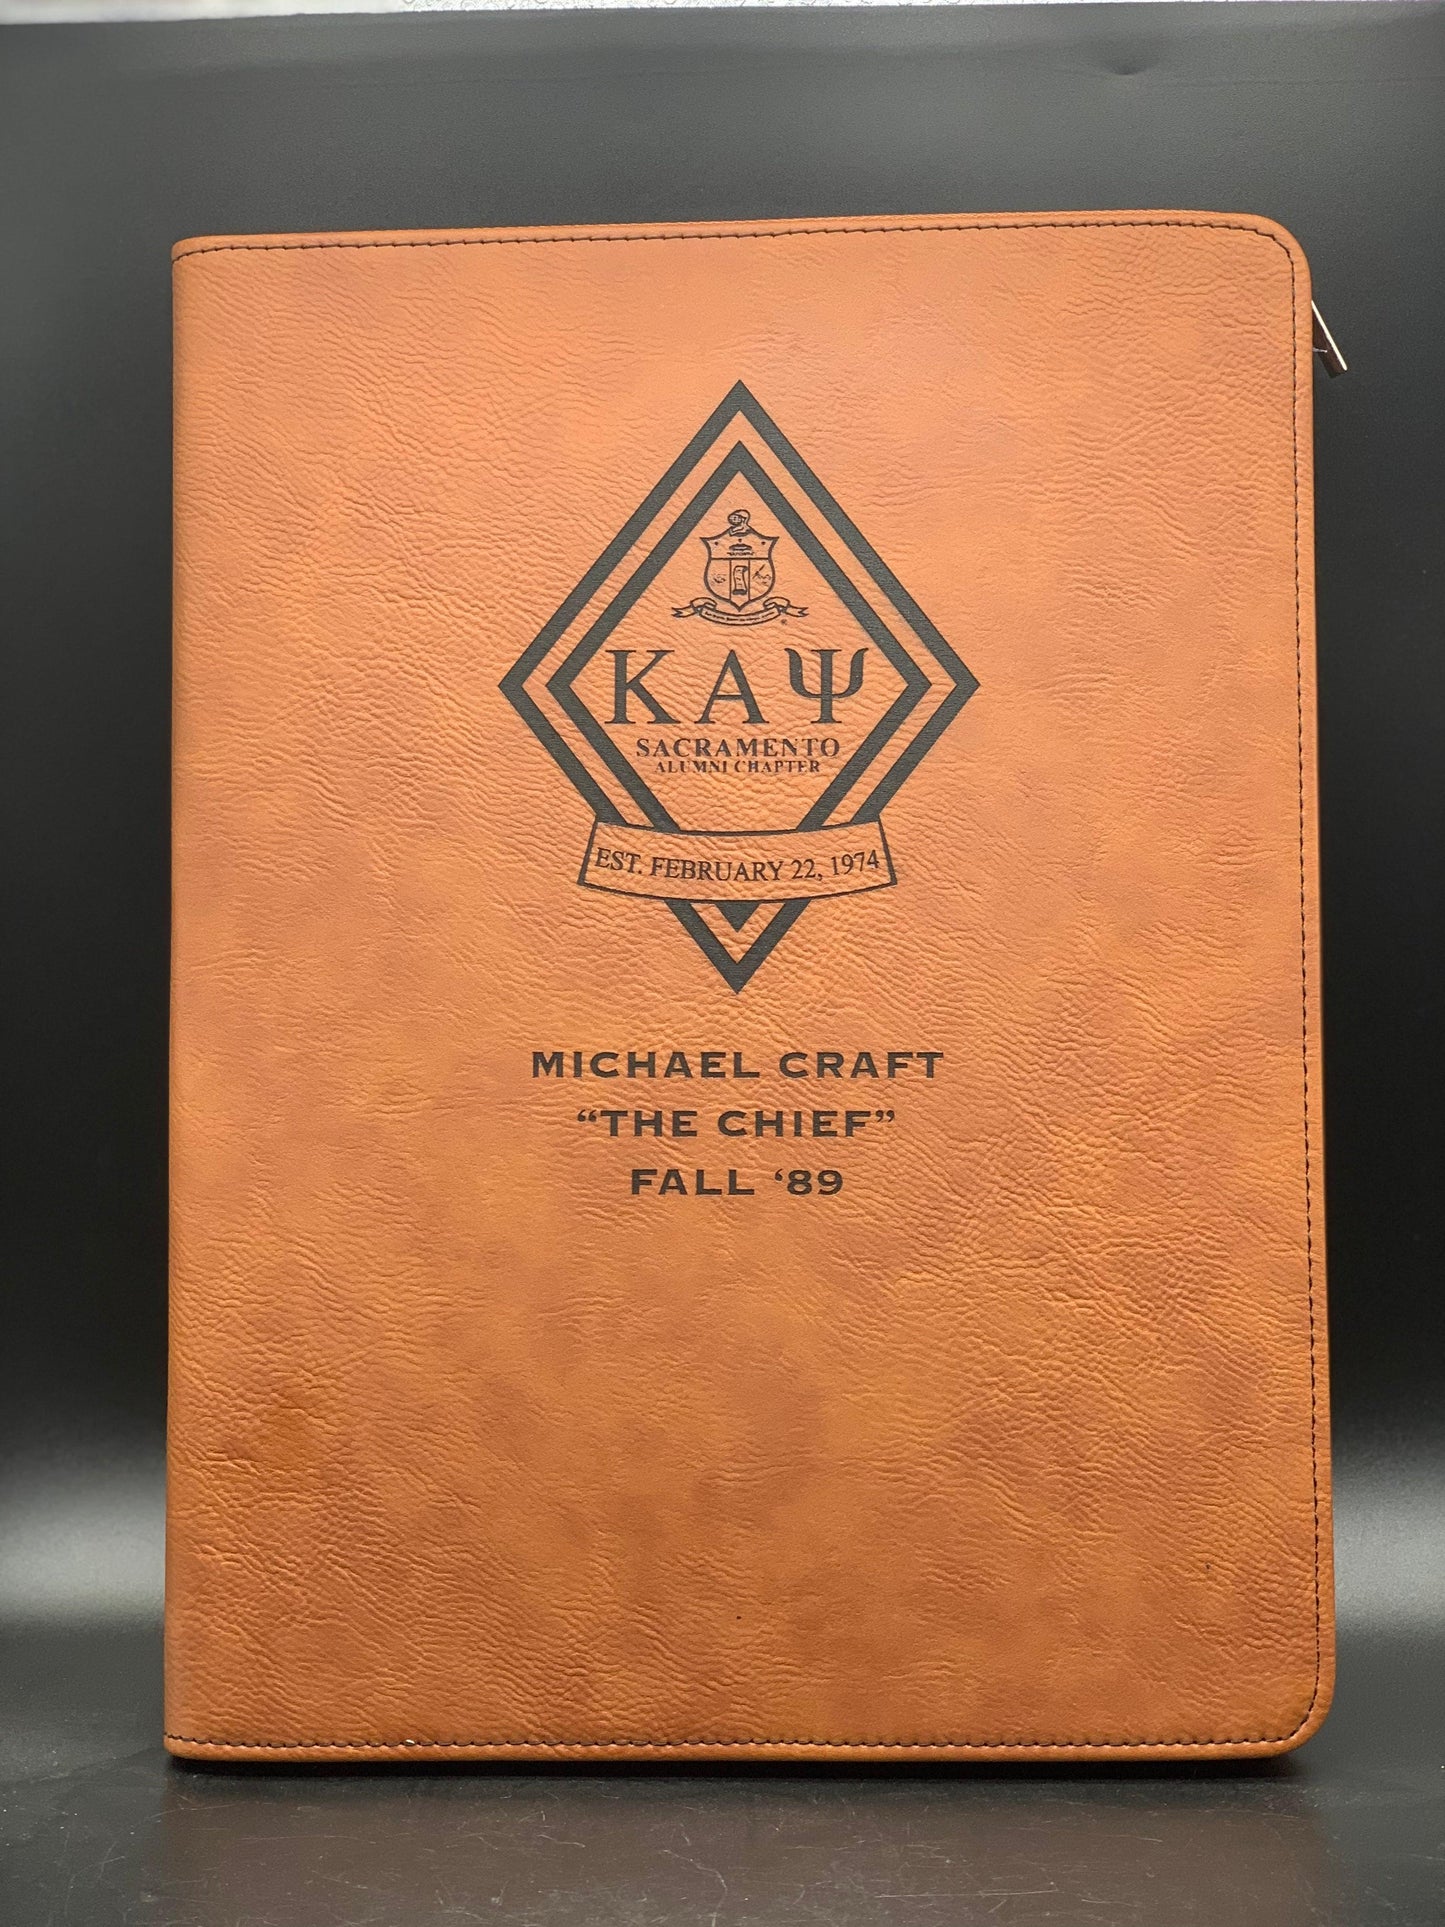 ΚΑΨ
SACRAMENTO
ALUMNI CHAPTER
EST. FEBRUARY 22, 1974
MICHAEL CRAFT
“THE CHIEF”
FALL ‘89